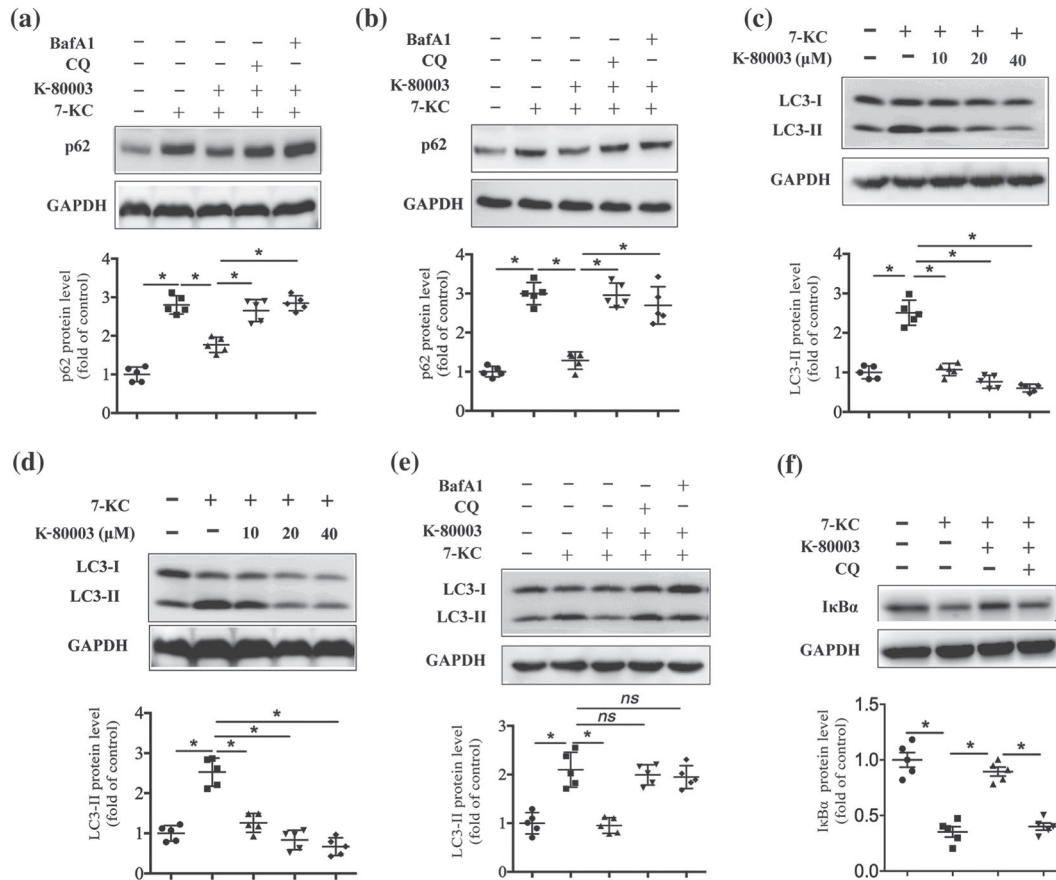 (a)
BafA1 − − − − +
CQ − − − + −
K-80003 − − + + +
7-KC − + + + +
p62
GAPDH
p62 protein level
(fold of control)
4
3
2
1
0
* * * *
(b)
BafA1 − − − − +
CQ − − − + −
K-80003 − − + + +
7-KC − + + + +
p62
GAPDH
p62 protein level
(fold of control)
4
3
2
1
0
* * * *
(c)
7-KC − + + + +
K-80003 (μM) − − 10 20 40
LC3-I
LC3-II
GAPDH
LC3-II protein level
(fold of control)
4
3
2
1
0
* * * *
(d)
7-KC − + + + +
K-80003 (μM) − − 10 20 40
LC3-I
LC3-II
GAPDH
LC3-II protein level
(fold of control)
4
3
2
1
0
* * * *
(e)
BafA1 − − − − +
CQ − − − + −
K-80003 − − + + +
7-KC − + + + +
LC3-I
LC3-II
GAPDH
LC3-II protein level
(fold of control)
3
2
1
0
* * ns ns
(f)
7-KC − + + +
K-80003 − − + +
CQ − − − +
IκBα
GAPDH
IκBα protein level
(fold of control)
1.5
1.0
0.5
0.0
* * *